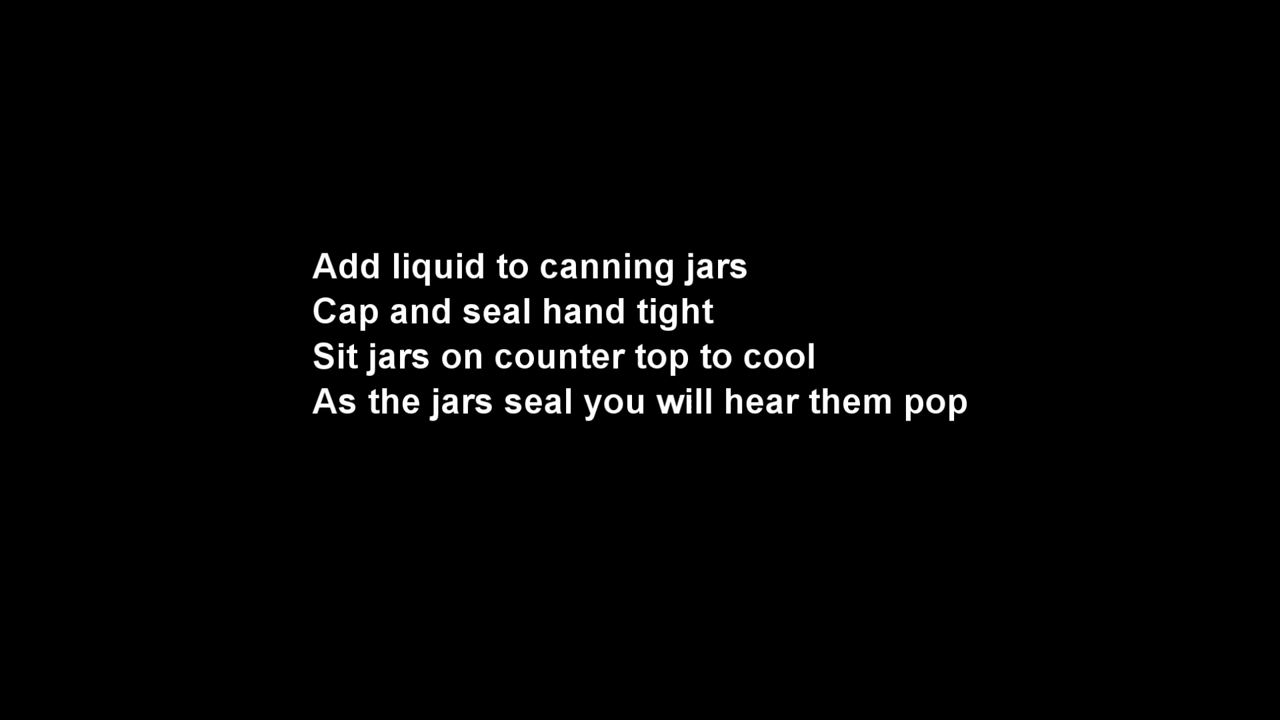 Add liquid to canning jars
Cap and seal hand tight
Sit jars on counter top to cool
As the jars seal you will hear them pop